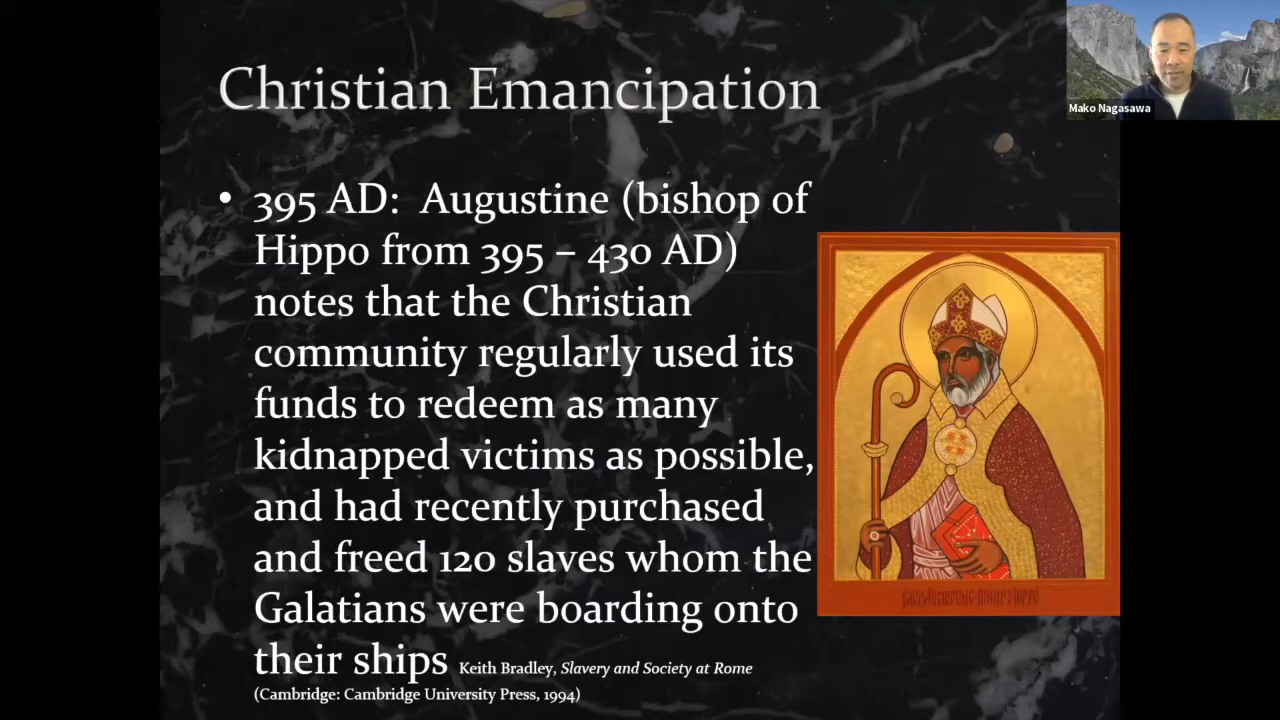 Christian Emancipation
Mako Nagasawa
• 395 AD: Augustine (bishop of
Hippo from 395 – 430 AD)
notes that the Christian
community regularly used its
funds to redeem as many
kidnapped victims as possible,
and had recently purchased
and freed 120 slaves whom the
Galatians were boarding onto
their ships Keith Bradley, Slavery and Society at Rome
(Cambridge: Cambridge University Press, 1994)